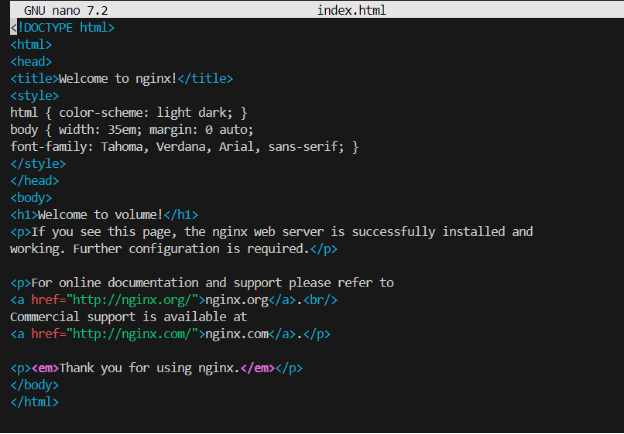 GNU nano 7.2 index.html
<!DOCTYPE html>
<html>
<head>
<title>Welcome to nginx!</title>
<style>
html { color-scheme: light dark; }
body { width: 35em; margin: 0 auto;
font-family: Tahoma, Verdana, Arial, sans-serif; }
</style>
</head>
<body>
<h1>Welcome to volume!</h1>
<p>If you see this page, the nginx web server is successfully installed and
working. Further configuration is required.</p>

<p>For online documentation and support please refer to
<a href="http://nginx.org/">nginx.org</a>.<br/>
Commercial support is available at
<a href="http://nginx.com/">nginx.com</a>.</p>

<p><em>Thank you for using nginx.</em></p>
</body>
</html>